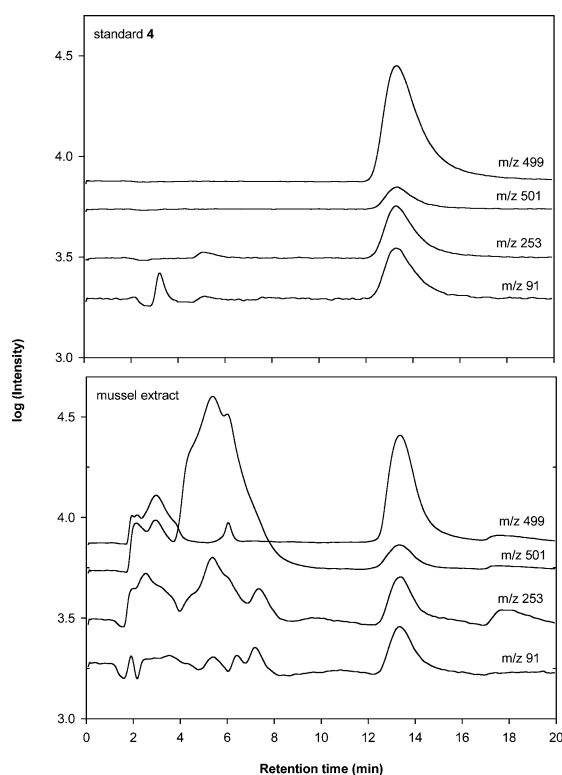 standard 4
4.5
m/z 499
4.0
m/z 501
m/z 253
3.5
m/z 91
3.0
log (Intensity)
mussel extract
4.5
m/z 499
4.0
m/z 501
m/z 253
3.5
m/z 91
3.0
0 2 4 6 8 10 12 14 16 18 20
Retention time (min)